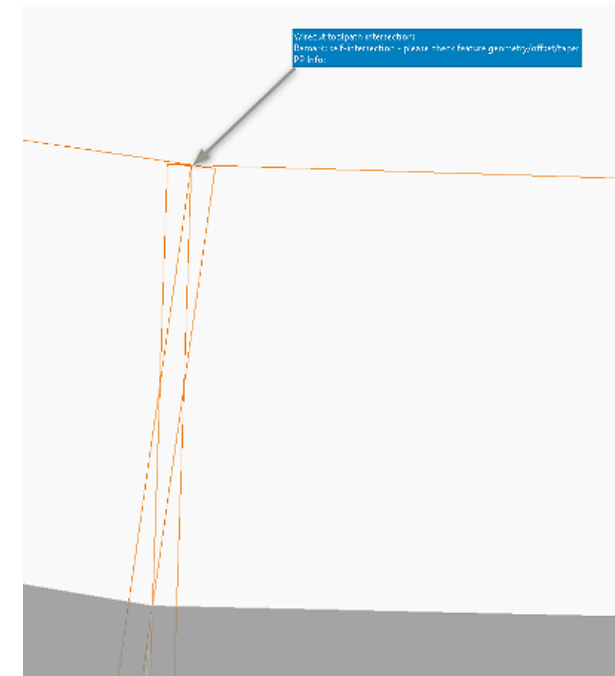 Wirecut toolpath intersection:
Remark: self-intersection - please check feature geometry/offset/taper
PP Info: